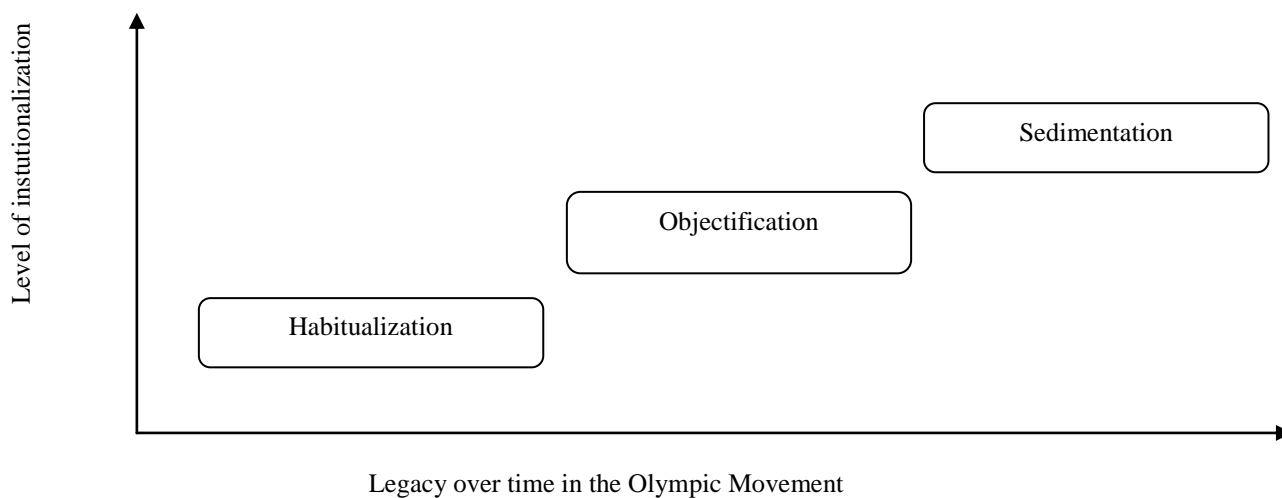 Level of instutionalization
Sedimentation
Objectification
Habitualization
Legacy over time in the Olympic Movement